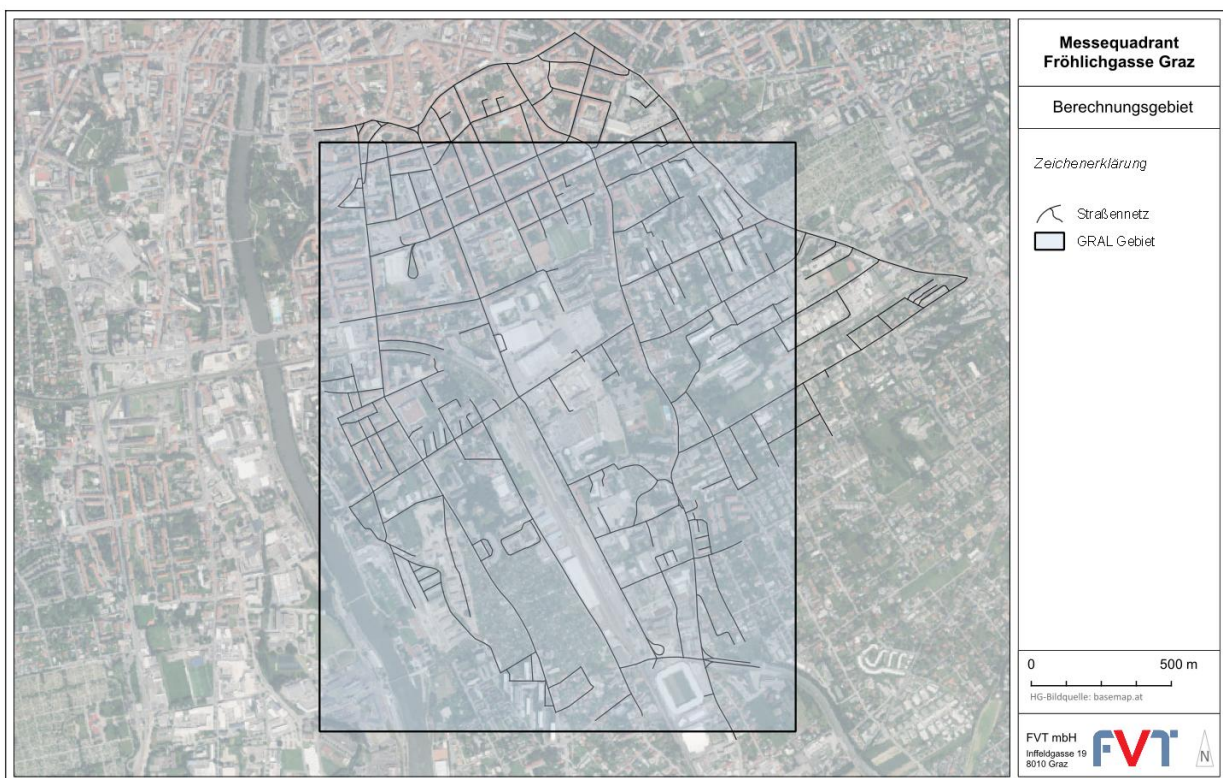 Messequadrant
Fröhlichgasse Graz
Berechnungsgebiet
Zeichenerklärung
Straßennetz
GRAL Gebiet
0 500 m
HG-Bildquelle: basemap.at
FVT mbH
Inffeldgasse 19
8010 Graz
FVT
N